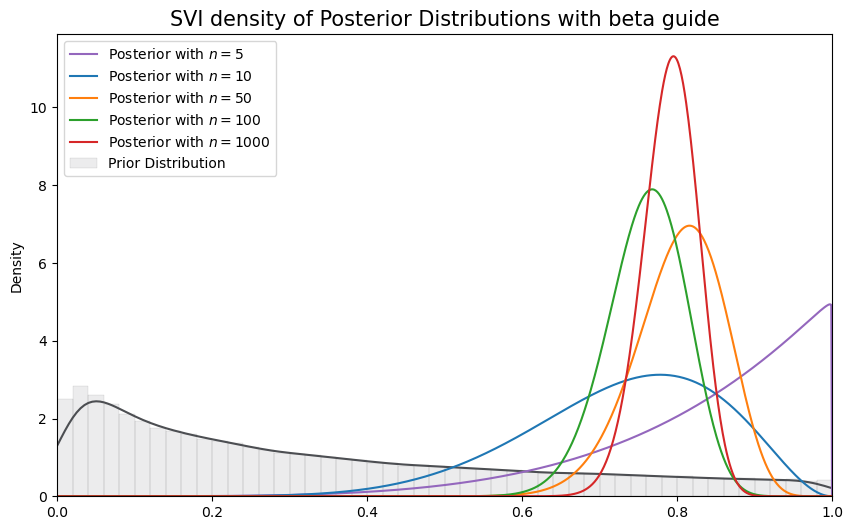 SVI density of Posterior Distributions with beta guide
Posterior with n = 5
Posterior with n = 10
Posterior with n = 50
Posterior with n = 100
Posterior with n = 1000
Prior Distribution
Density
10
8
6
4
2
0
0.0 0.2 0.4 0.6 0.8 1.0